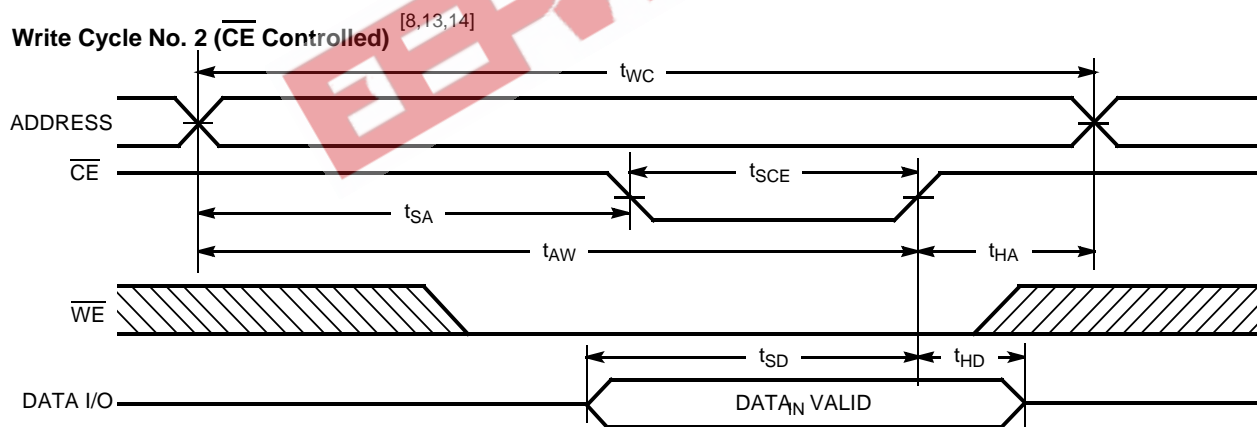 [8,13,14]
Write Cycle No. 2 (CE Controlled)
tWC
ADDRESS
CE
tSCE
tSA
tAW
tHA
WE
tSD
tHD
DATA I/O
DATAIN VALID